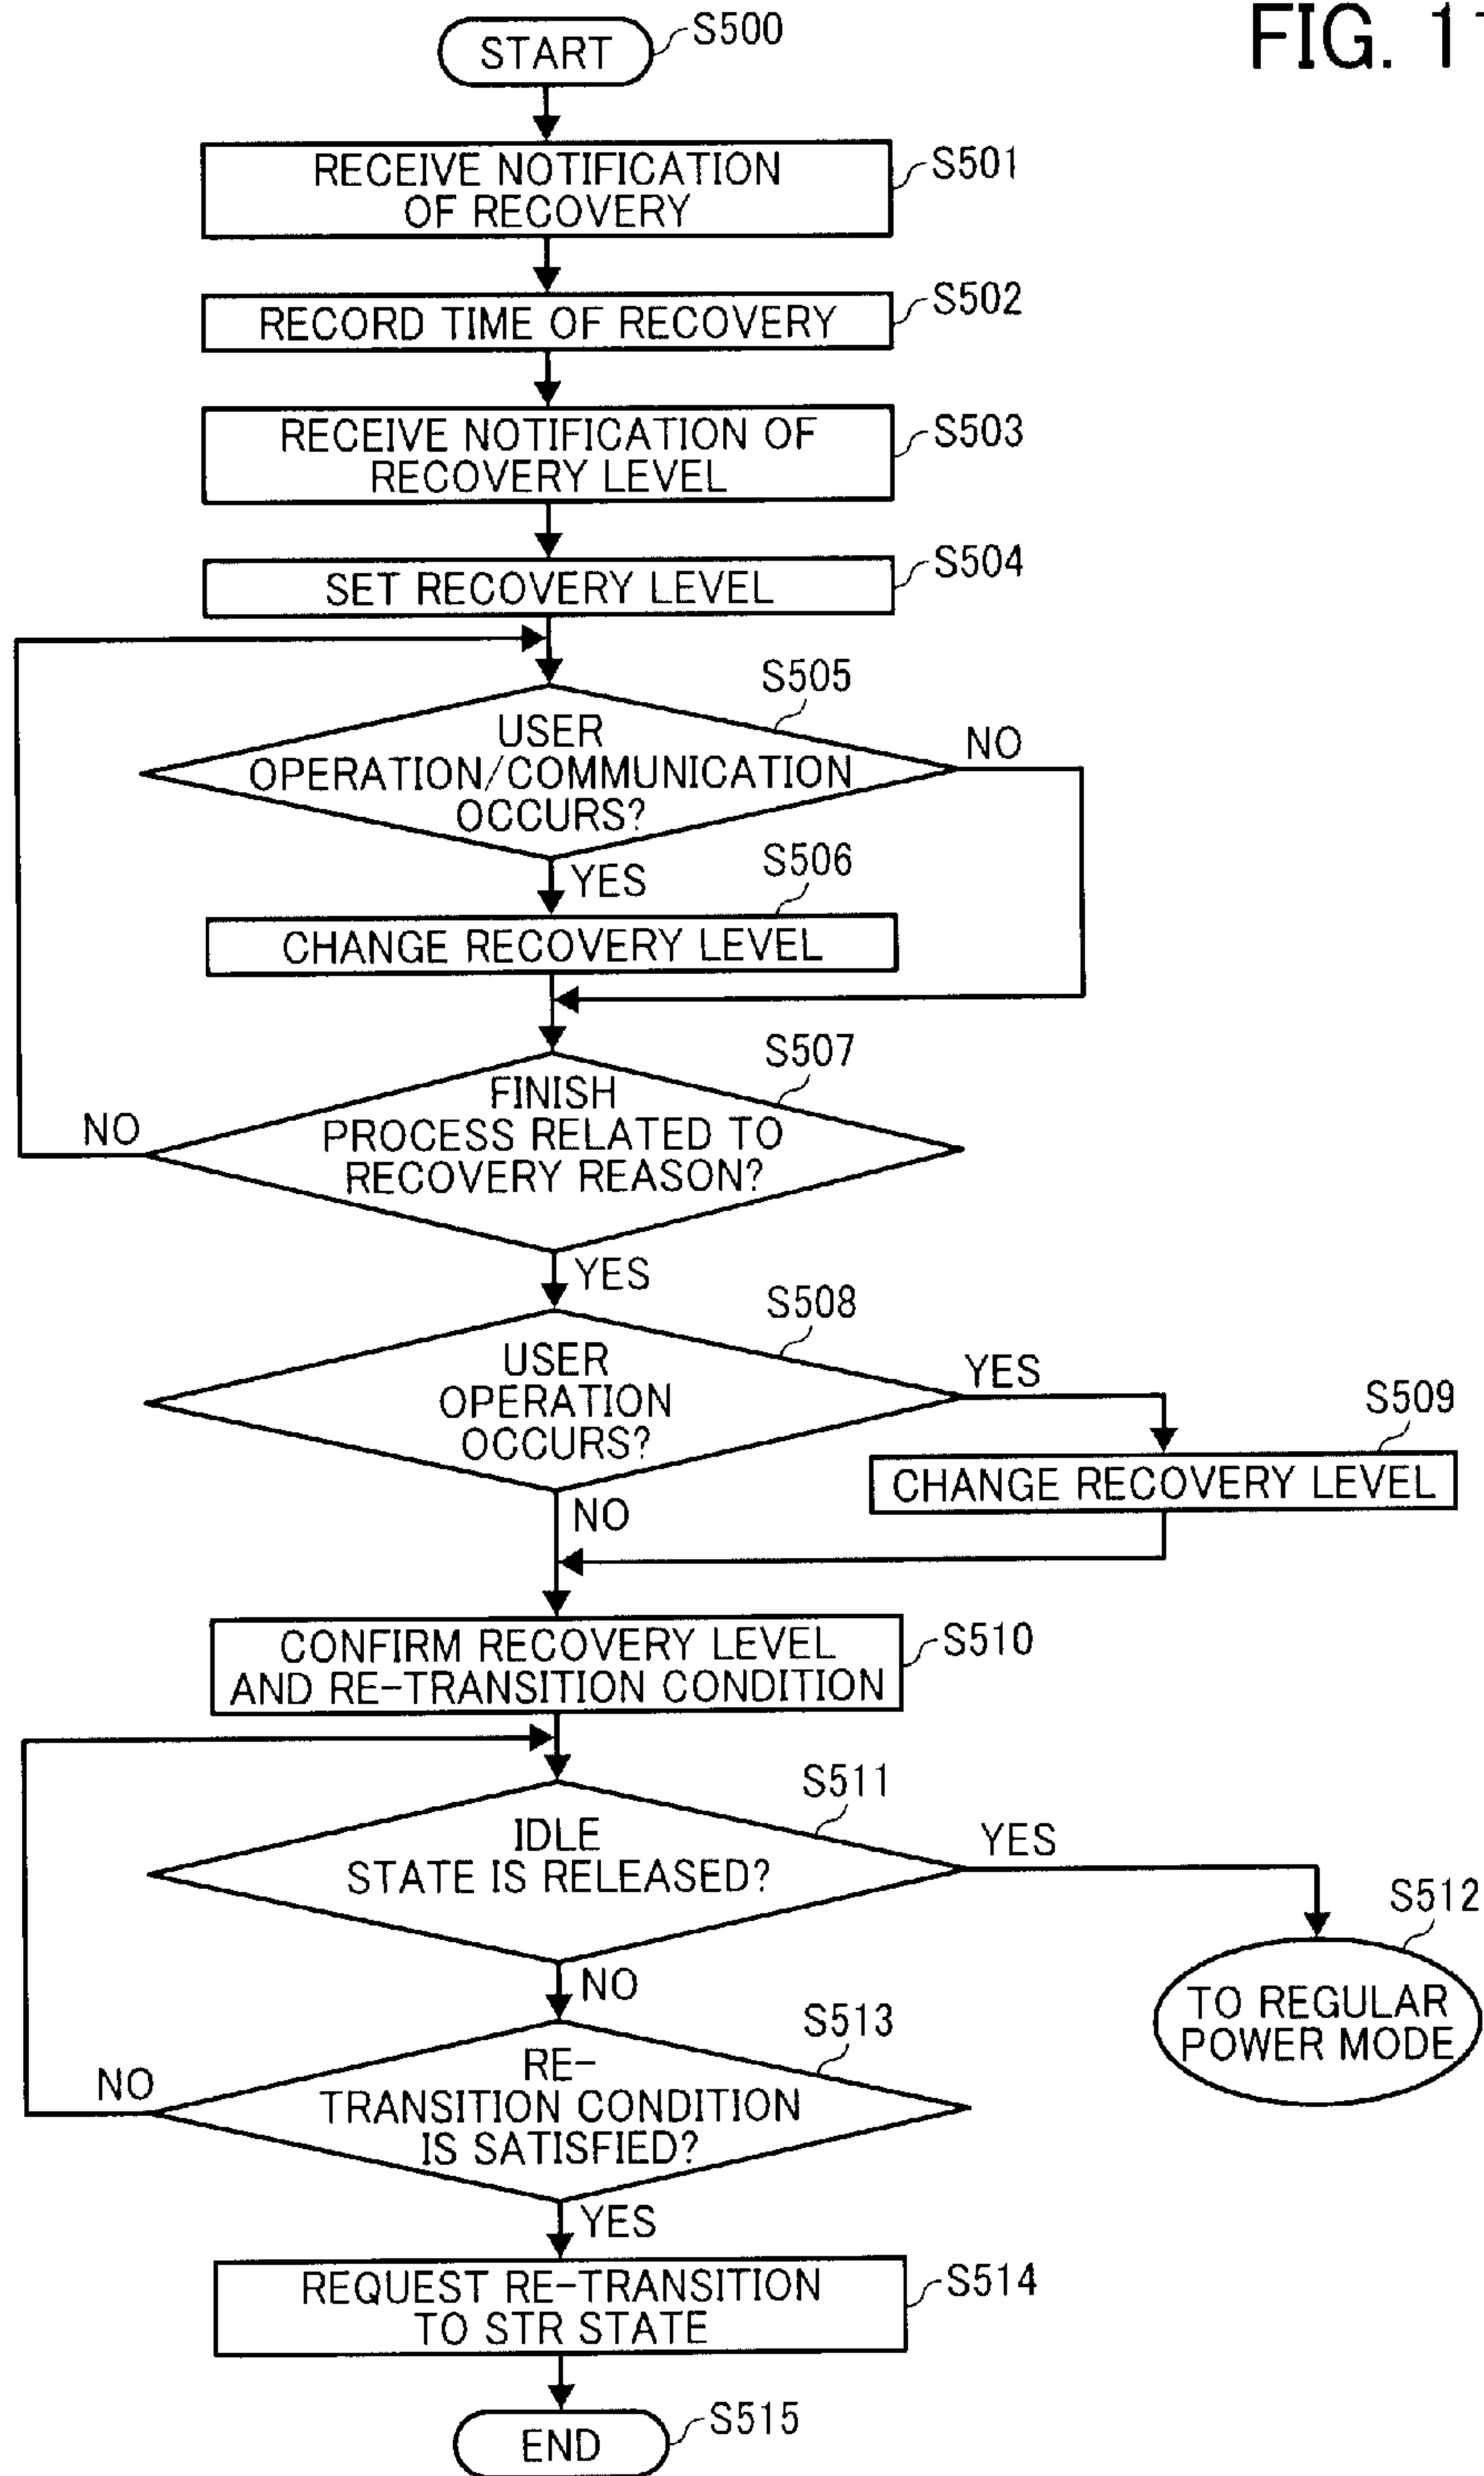 FIG. 1
START
S500
RECEIVE NOTIFICATION
OF RECOVERY
S501
RECORD TIME OF RECOVERY
S502
RECEIVE NOTIFICATION OF
RECOVERY LEVEL
S503
SET RECOVERY LEVEL
S504
S505
USER
OPERATION/COMMUNICATION
OCCURS?
NO
YES
S506
CHANGE RECOVERY LEVEL
S507
FINISH
PROCESS RELATED TO
RECOVERY REASON?
NO
YES
S508
USER
OPERATION
OCCURS?
YES
S509
CHANGE RECOVERY LEVEL
NO
CONFIRM RECOVERY LEVEL
AND RE-TRANSITION CONDITION
S510
S511
IDLE
STATE IS RELEASED?
YES
S512
TO REGULAR
POWER MODE
NO
S513
RE-
TRANSITION CONDITION
IS SATISFIED?
NO
YES
REQUEST RE-TRANSITION
TO STR STATE
S514
END
S515